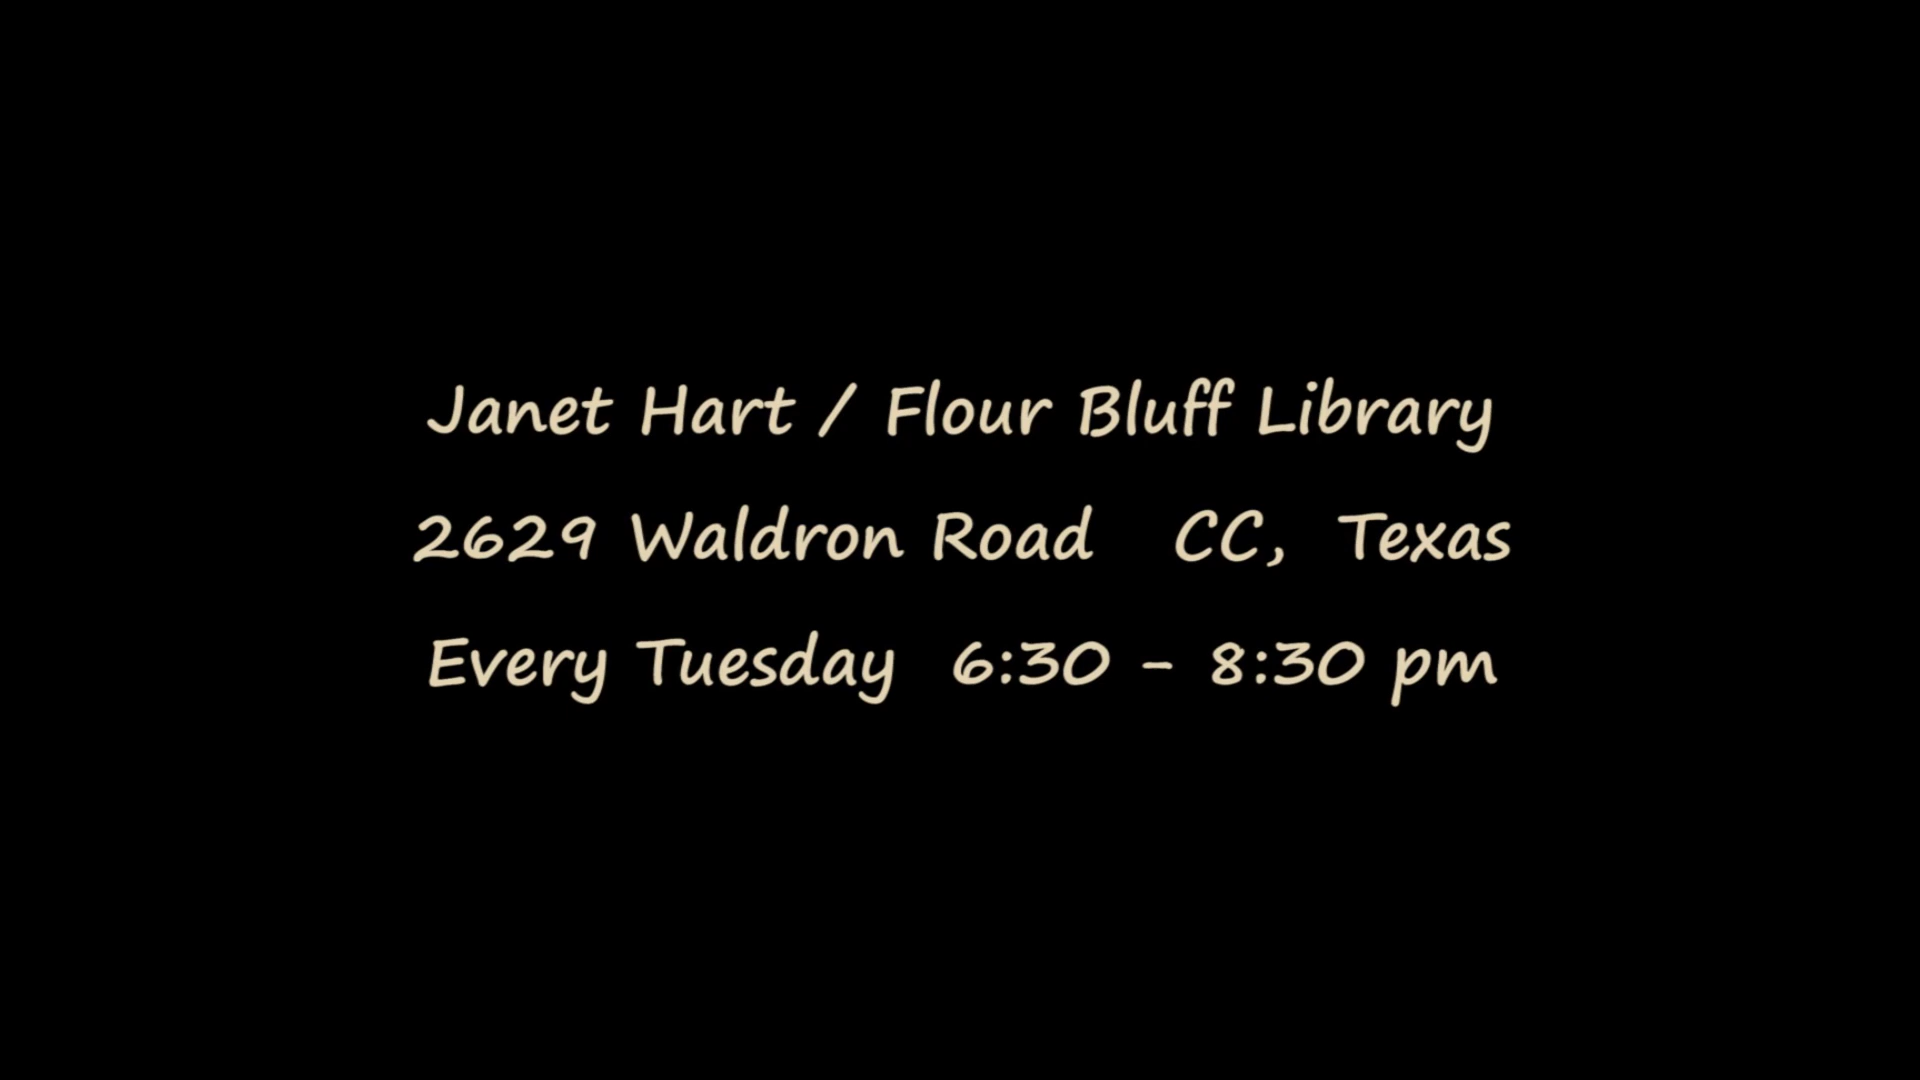 Janet Hart / Flour Bluff Library
2629 Waldron Road CC, Texas
Every Tuesday 6:30 - 8:30 pm